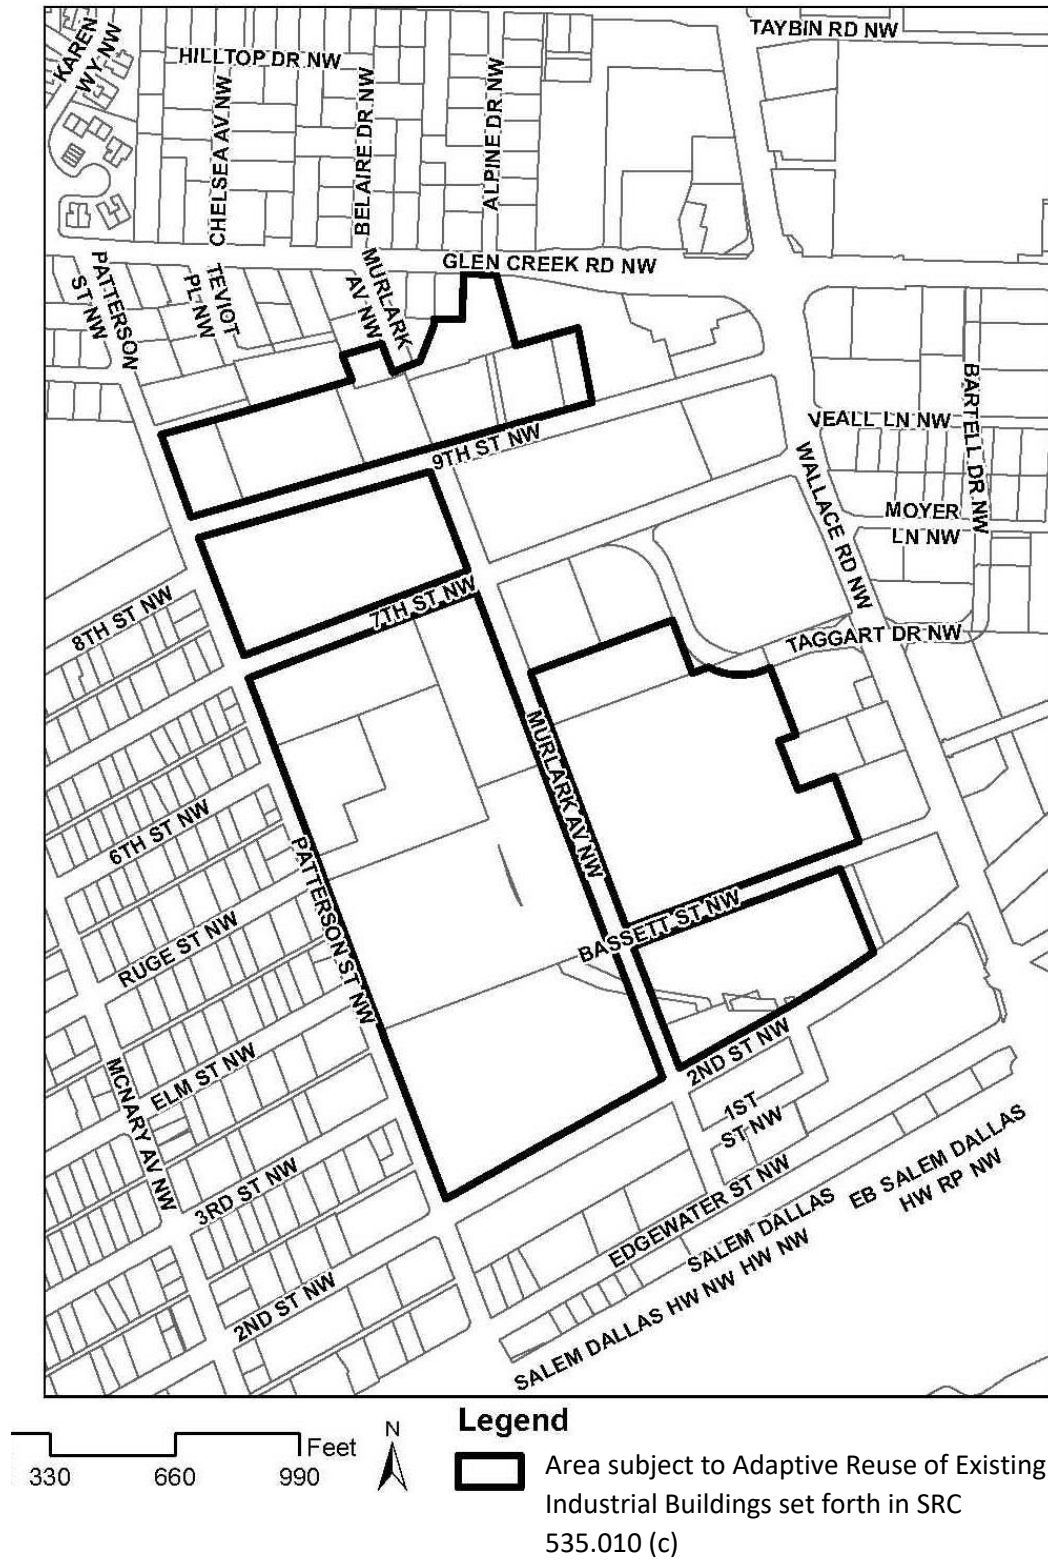 TAYBIN RD NW
KAREN
WY NW
HILLTOP DR NW
CHELSEA AV NW
BELAIRE DR NW
ALPINE DR NW
GLEN CREEK RD NW
PATTERSON
ST NW
TEVIOT
PL NW
MURLARK
AV NW
BARTELL DR NW
VEALL LN NW
9TH ST NW
WALLACE RD NW
MOYER
LN NW
8TH ST NW
7TH ST NW
TAGGART DR NW
MURLARK AV NW
6TH ST NW
PATTERSON ST NW
BASSETT ST NW
RUGE ST NW
2ND ST NW
ELM ST NW
MCNARY AV NW
1ST
ST NW
3RD ST NW
EDGEWATER ST NW
SALEM DALLAS
HW NW
EB SALEM DALLAS
HW RP NW
2ND ST NW
SALEM DALLAS HW NW
Legend
N
Feet
330 660 990
Area subject to Adaptive Reuse of Existing
Industrial Buildings set forth in SRC
535.010 (c)